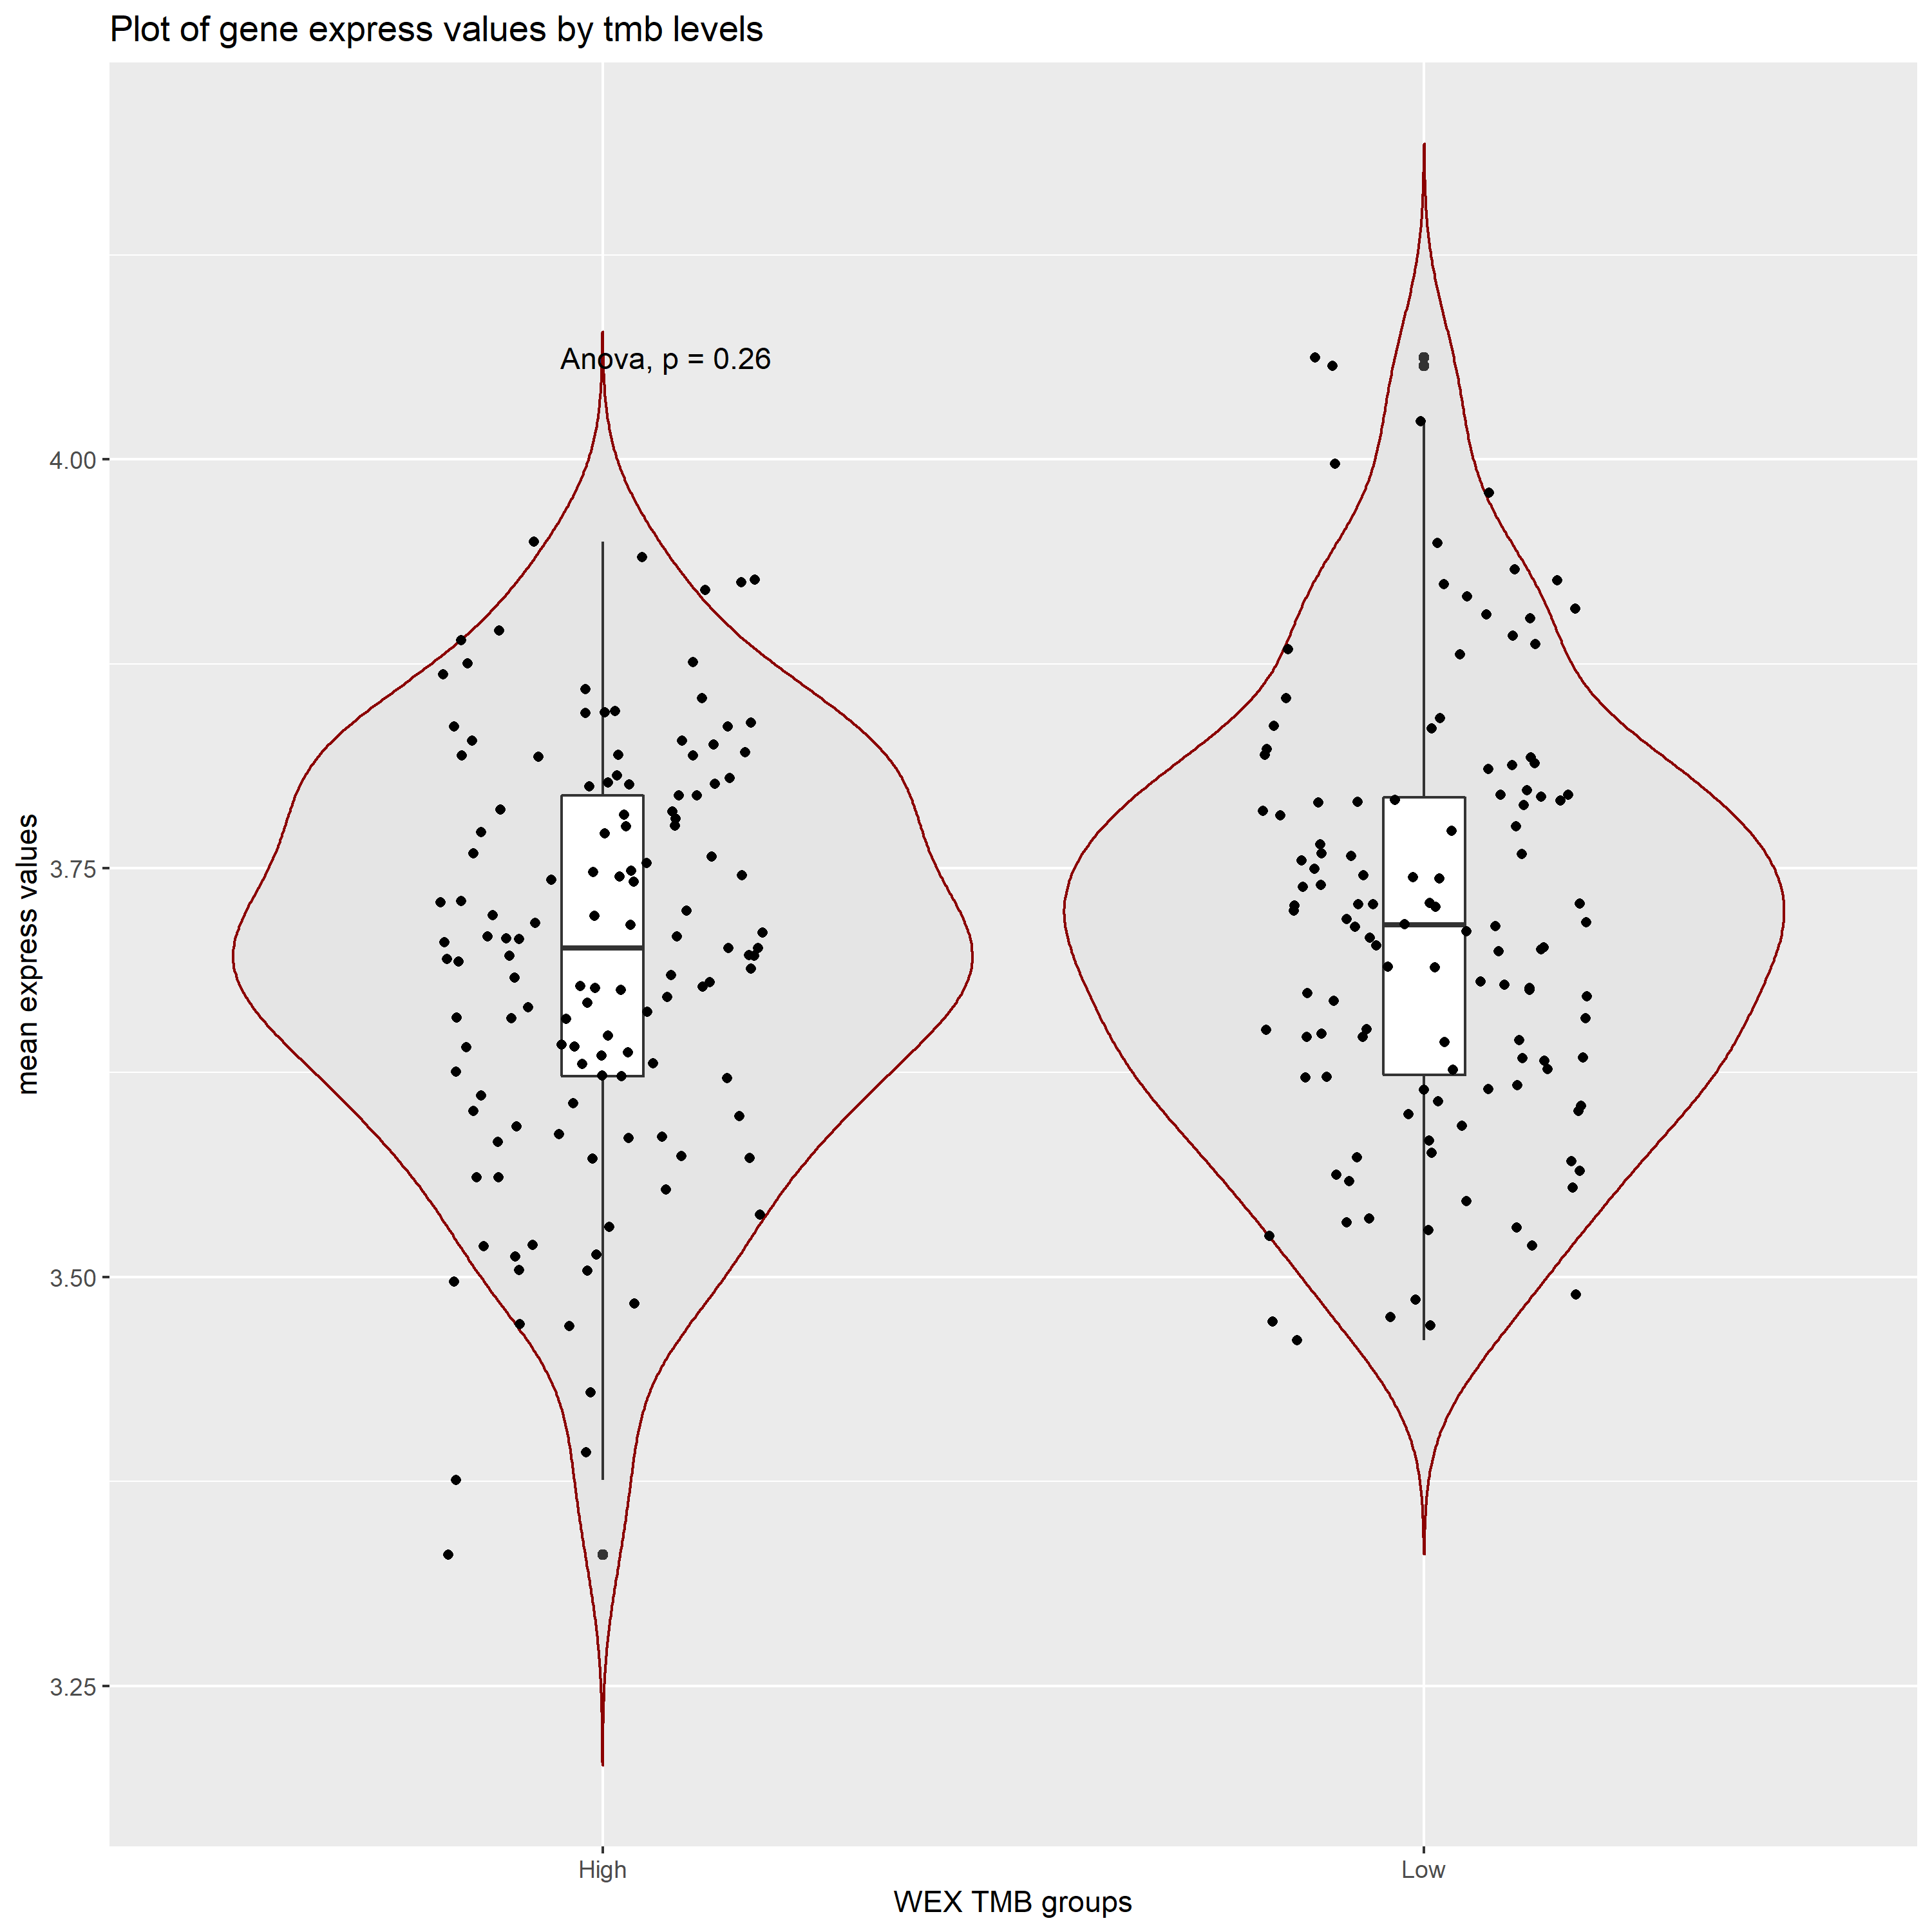 Plot of gene express values by tmb levels
Anova, p = 0.26
mean express values
4.00
3.75
3.50
3.25
High
Low
WEX TMB groups